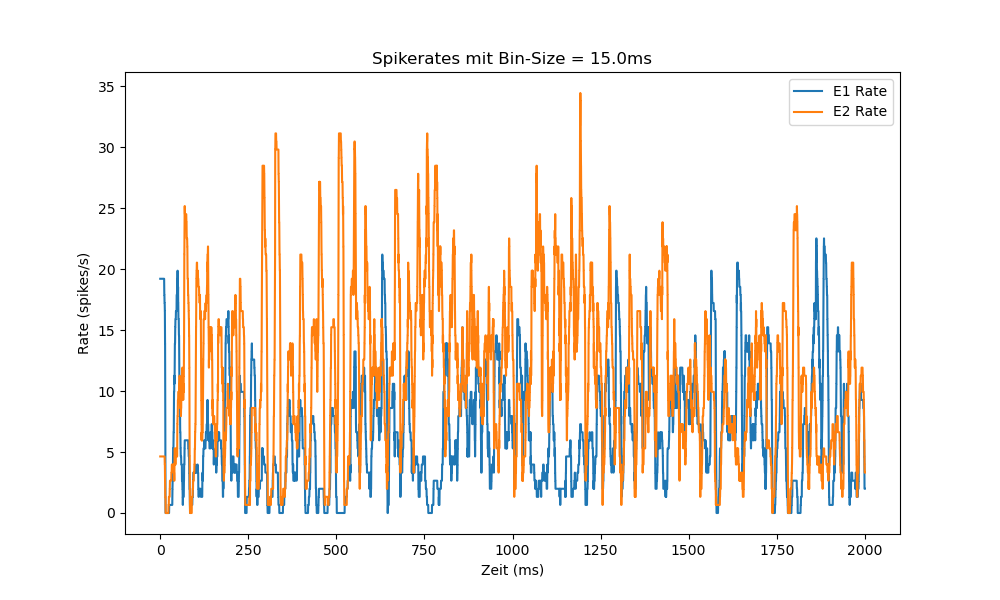 Spikerates mit Bin-Size = 15.0ms
E1 Rate
E2 Rate
35
30
25
20
15
10
5
0
Rate (spikes/s)
0 250 500 750 1000 1250 1500 1750 2000
Zeit (ms)